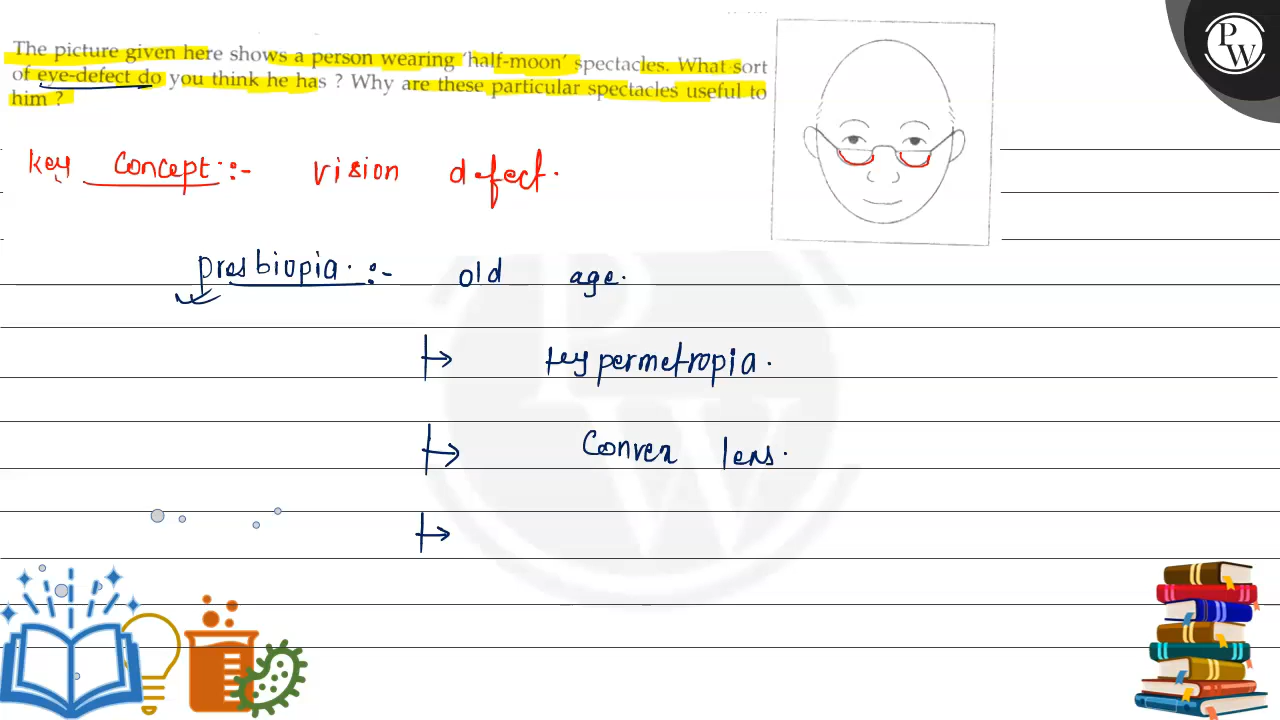 The picture given here shows a person wearing 'half-moon' spectacles. What sort
of eye-defect do you think he has ? Why are these particular spectacles useful to
him ?
Key Concept :- vision defect.
Presbiopia. :- old age.
Hypermetropia.
Convex lens.
PW
PW